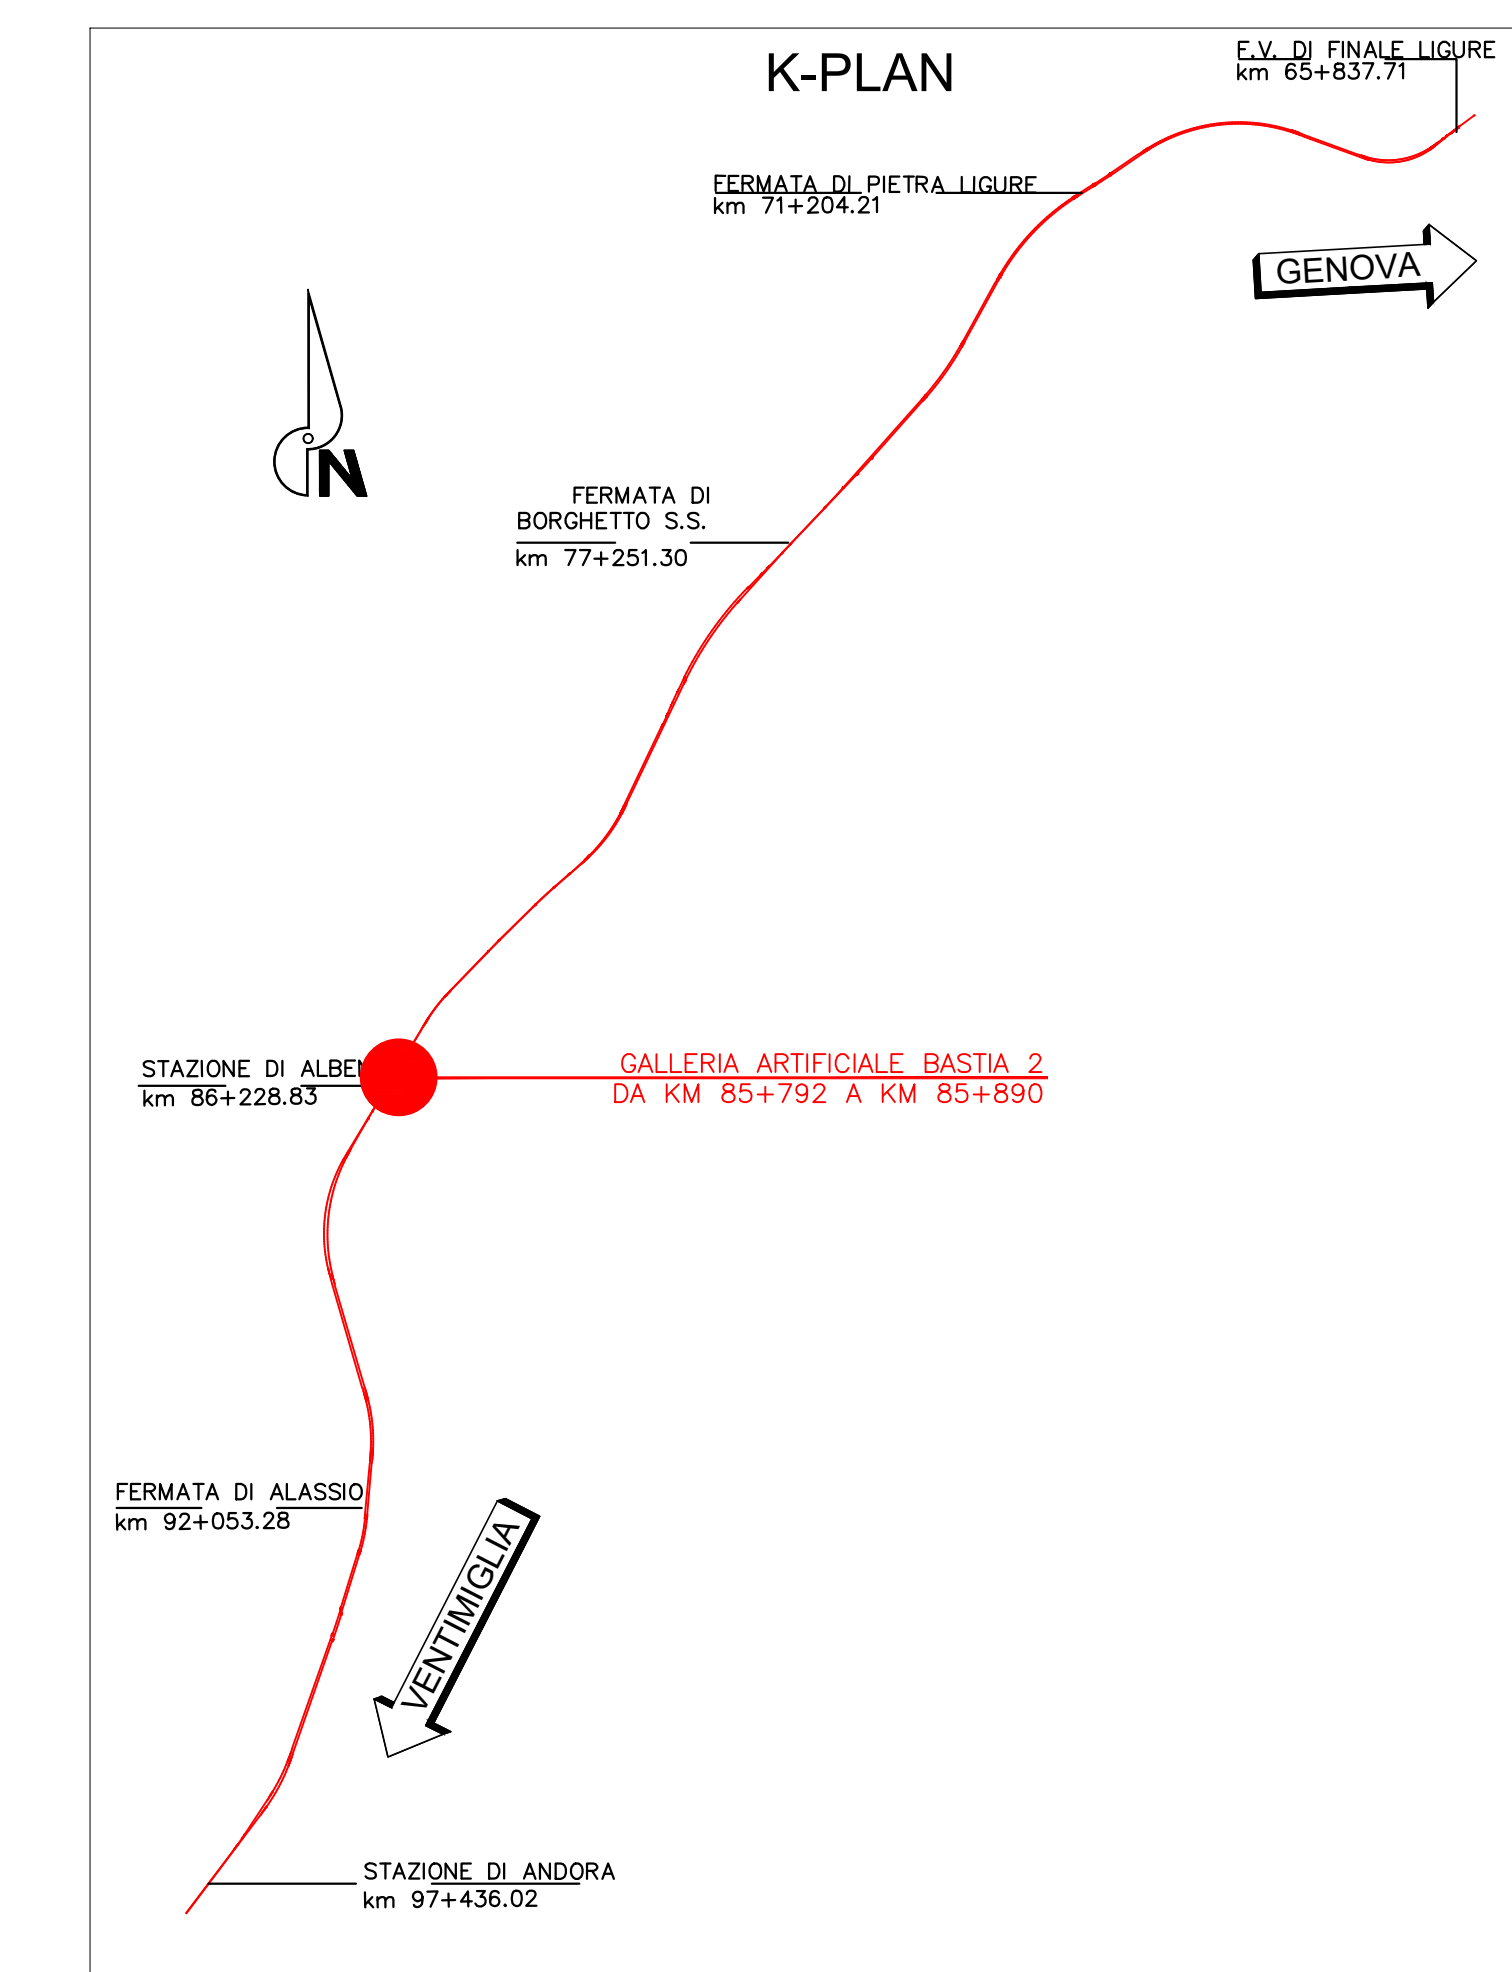 K-PLAN
F.V. DI FINALE LIGURE
km 65+837.71
FERMATA DI PIETRA LIGURE
km 71+204.21
GENOVA
N
FERMATA DI
BORGHETTO S.S.
km 77+251.30
STAZIONE DI
km 86+228.83
GALLERIA ARTIFICIALE BASTIA 2
DA KM 85+792 A KM 85+890
FERMATA DI ALASSIO
km 92+053.28
VENTIMIGLIA
STAZIONE DI ANDORA
km 97+436.02